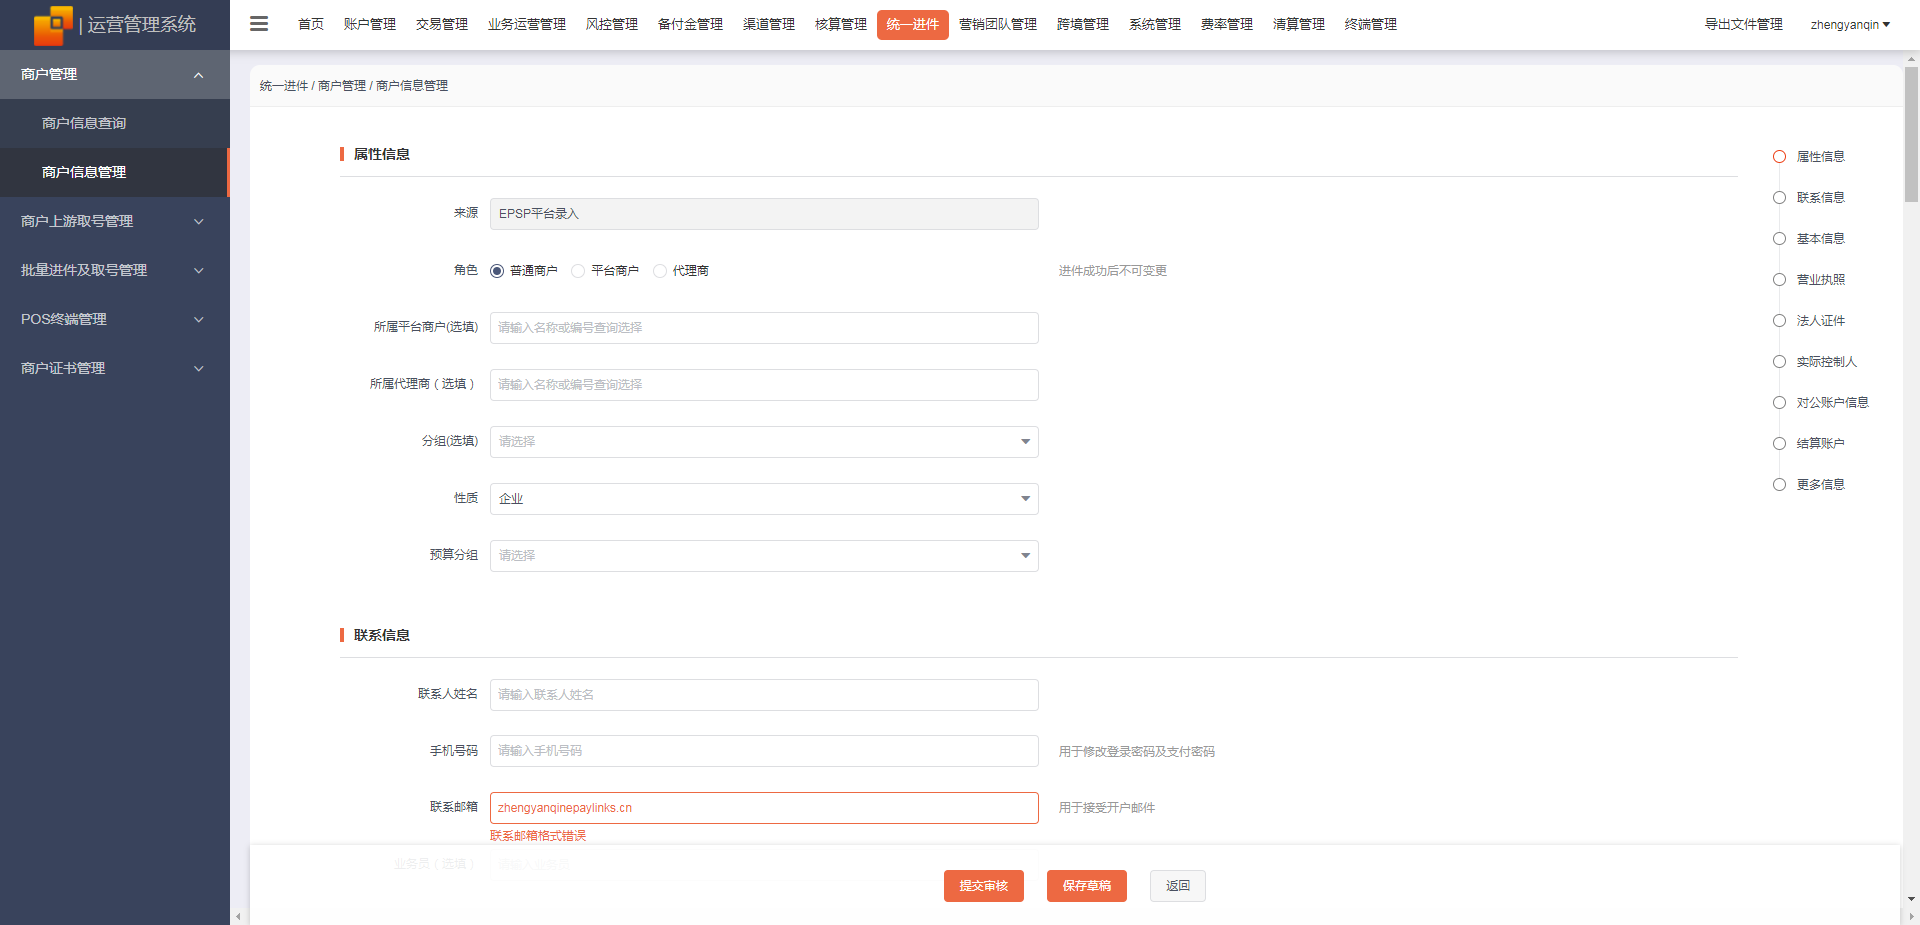 | 运营管理系统
首页 账户管理 交易管理 业务运营管理 风控管理 备付金管理 渠道管理 核算管理 统一进件 营销团队管理 跨境管理 系统管理 费率管理 清算管理 终端管理 导出文件管理 zhengyanqin
商户管理
商户信息查询
商户信息管理
商户上游取号管理
批量进件及取号管理
POS终端管理
商户证书管理
统一进件 / 商户管理 / 商户信息管理
属性信息
来源 EPSP平台录入
角色 普通商户 平台商户 代理商 进件成功后不可变更
所属平台商户(选填) 请输入名称或编号查询选择
所属代理商（选填） 请输入名称或编号查询选择
分组(选填) 请选择
性质 企业
预算分组 请选择
联系信息
联系人姓名 请输入联系人姓名
手机号码 请输入手机号码 用于修改登录密码及支付密码
联系邮箱 zhengyanqinepaylinks.cn 用于接受开户邮件
联系邮箱格式错误
业务员（选填）
提交审核 保存草稿 返回
属性信息
联系信息
基本信息
营业执照
法人证件
实际控制人
对公账户信息
结算账户
更多信息